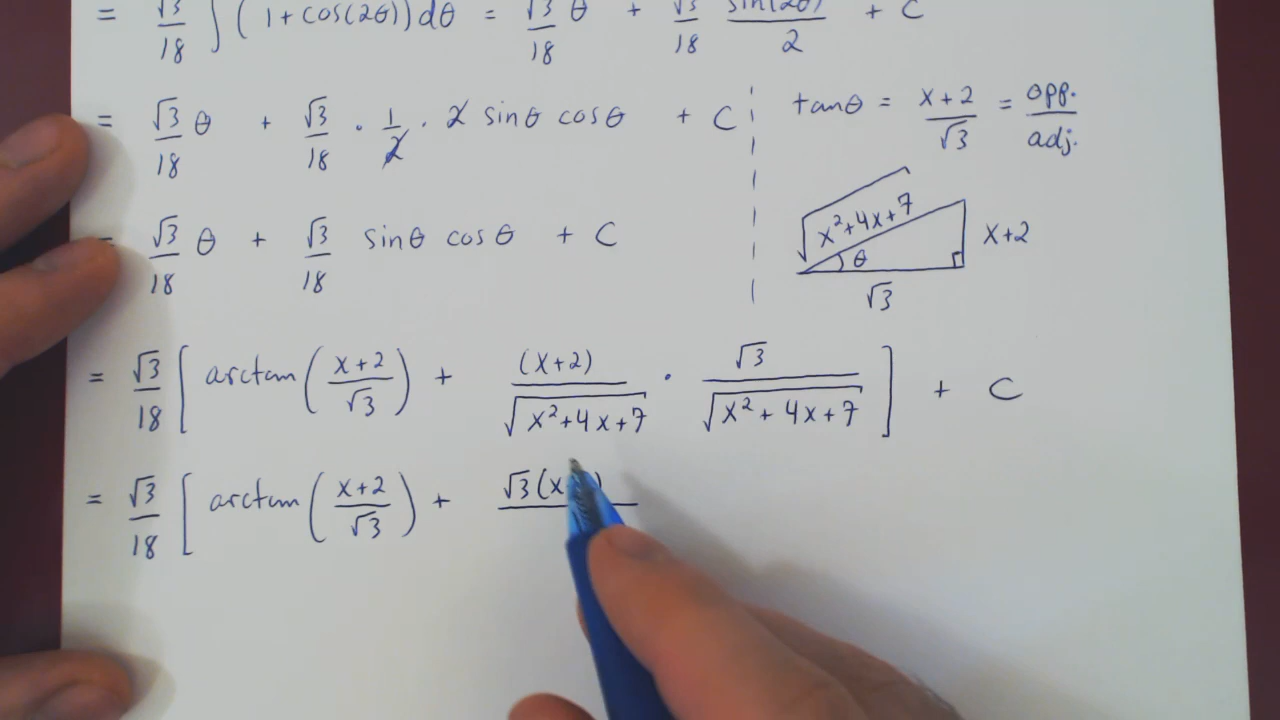 = √3/18 ∫ (1+cos(2θ))dθ = √3/18 θ + √3/18 sin(2θ)/2 + C
= √3/18 θ + √3/18 · 1/2 · 2 sinθ cosθ + C
tanθ = x+2/√3 = opp./adj.
= √3/18 θ + √3/18 sinθ cosθ + C
√x²+4x+7
θ
x+2
√3
= √3/18 [ arctan(x+2/√3) + (x+2)/√x²+4x+7 · √3/√x²+4x+7 ] + C
= √3/18 [ arctan(x+2/√3) + √3(x